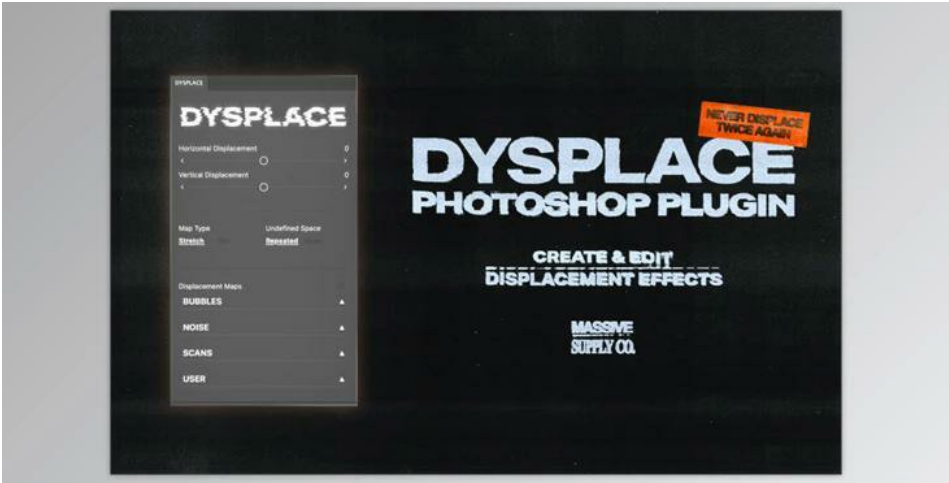 DYSPLACE
DYSPLACE
Horizontal Displacement 0
Vertical Displacement 0
Map Type Undefined Space
Stretch Repeated
Displacement Maps
BUBBLES
NOISE
SCANS
USER
NEVER DISPLACE
TWICE AGAIN
DYSPLACE
PHOTOSHOP PLUGIN
CREATE & EDIT
DISPLACEMENT EFFECTS
MASSIVE
SUPPLY CO.